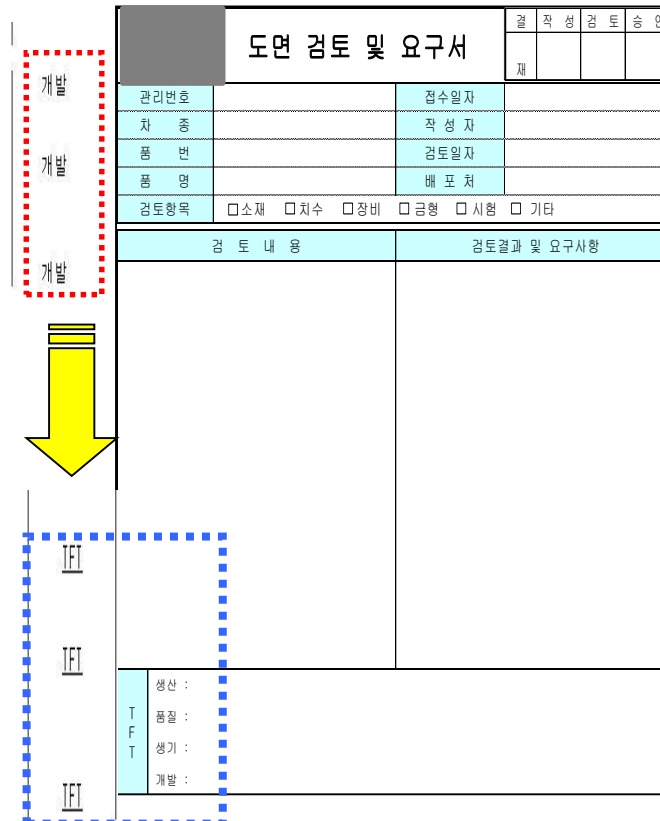 도면 검토 및 요구서
결 재
작 성
검 토
승 인
개발
개발
개발
관리번호
접수일자
차 종
작 성 자
품 번
검토일자
품 명
배 포 처
검토항목
□소재 □치수 □장비 □금형 □시험 □ 기타
검 토 내 용
검토결과 및 요구사항
TFT
TFT
TFT
TFT
생산 :
품질 :
생기 :
개발 :